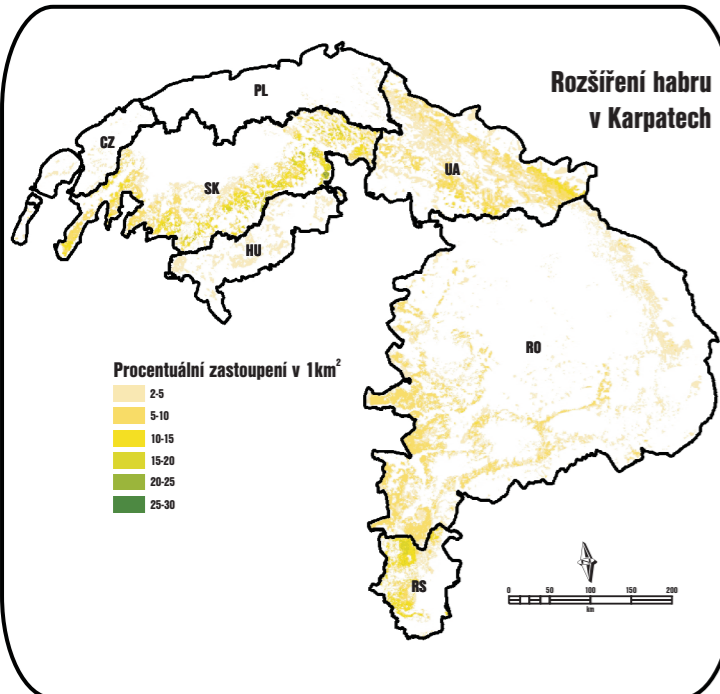 Rozšíření habru
v Karpatech
PL
CZ
SK
UA
HU
RO
RS
Procentuální zastoupení v 1km²
2-5
5-10
10-15
15-20
20-25
25-30
0 50 100 150 200
km